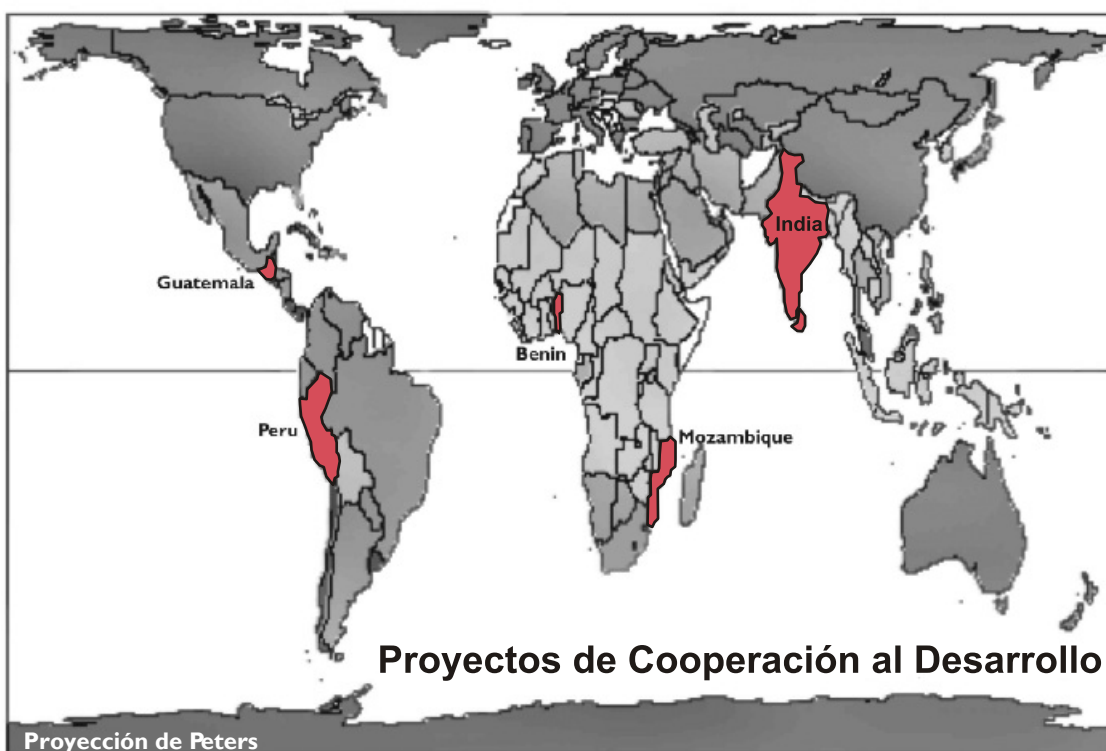 India
Guatemala
Benin
Peru
Mozambique
Proyectos de Cooperación al Desarrollo
Proyección de Peters